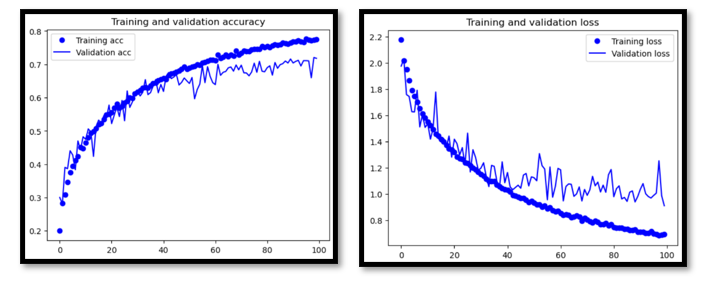 Training and validation accuracy
0.8
0.7
0.6
0.5
0.4
0.3
0.2
Training acc
Validation acc
0 20 40 60 80 100
Training and validation loss
2.2
2.0
1.8
1.6
1.4
1.2
1.0
0.8
Training loss
Validation loss
0 20 40 60 80 100